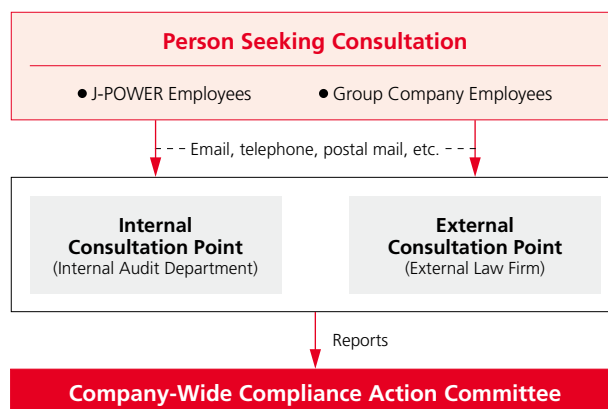 Person Seeking Consultation
● J-POWER Employees
● Group Company Employees
Email, telephone, postal mail, etc.
Internal
Consultation Point
(Internal Audit Department)
External
Consultation Point
(External Law Firm)
Reports
Company-Wide Compliance Action Committee